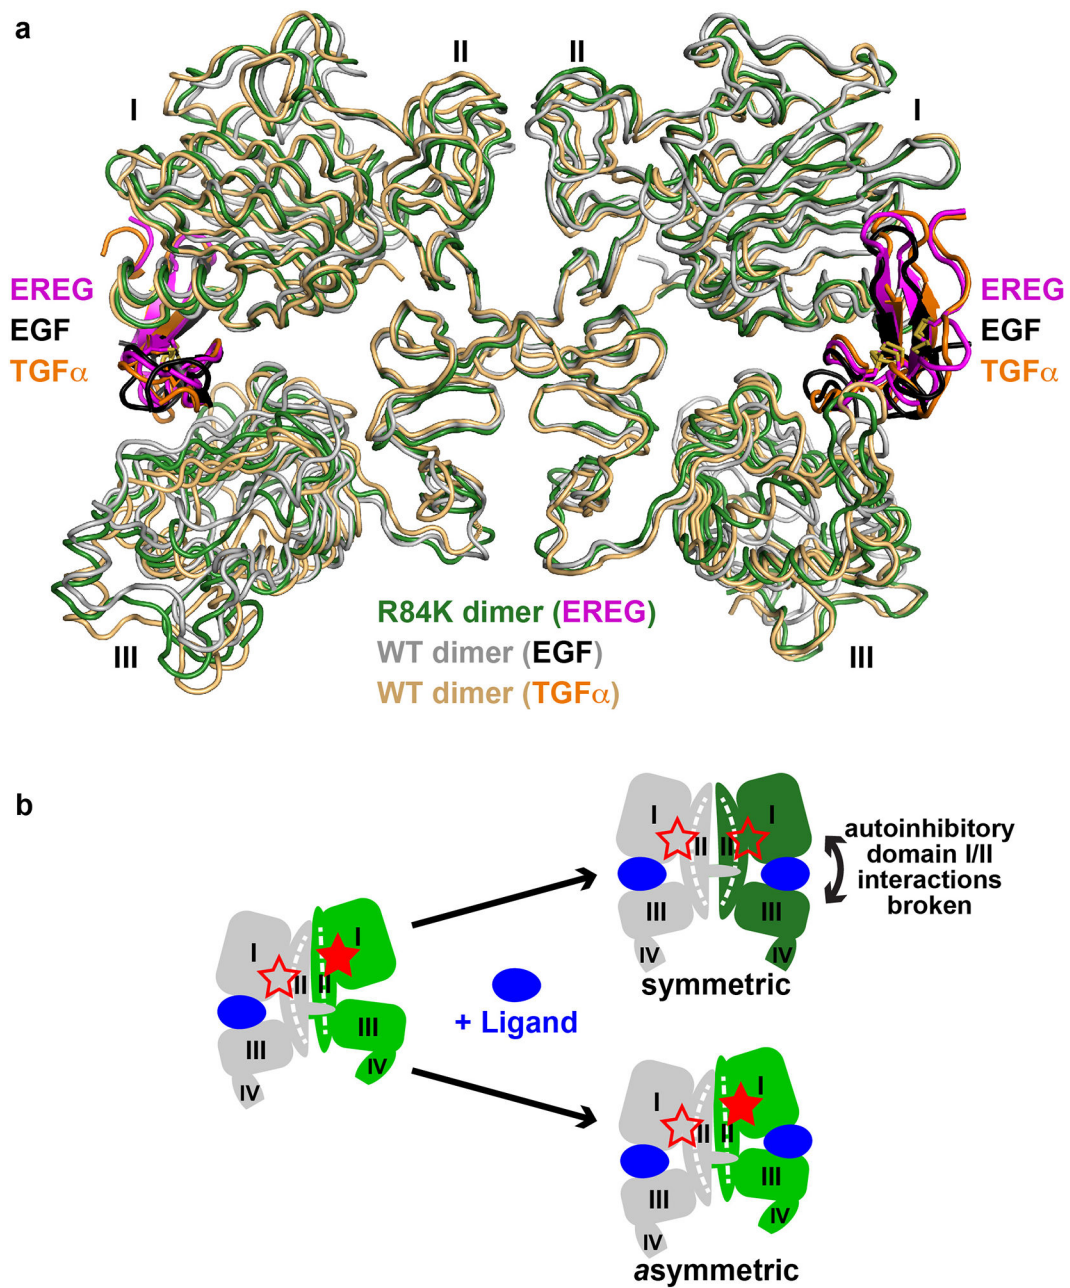 a
II II
I I
EREG
EGF
TGFα
EREG
EGF
TGFα
R84K dimer (EREG)
WT dimer (EGF)
WT dimer (TGFα)
III III
b
I I
II II
III III
IV IV
+ Ligand
I I
II II
III III
IV IV
symmetric
autoinhibitory
domain I/II
interactions
broken
I I
II II
III III
IV IV
asymmetric